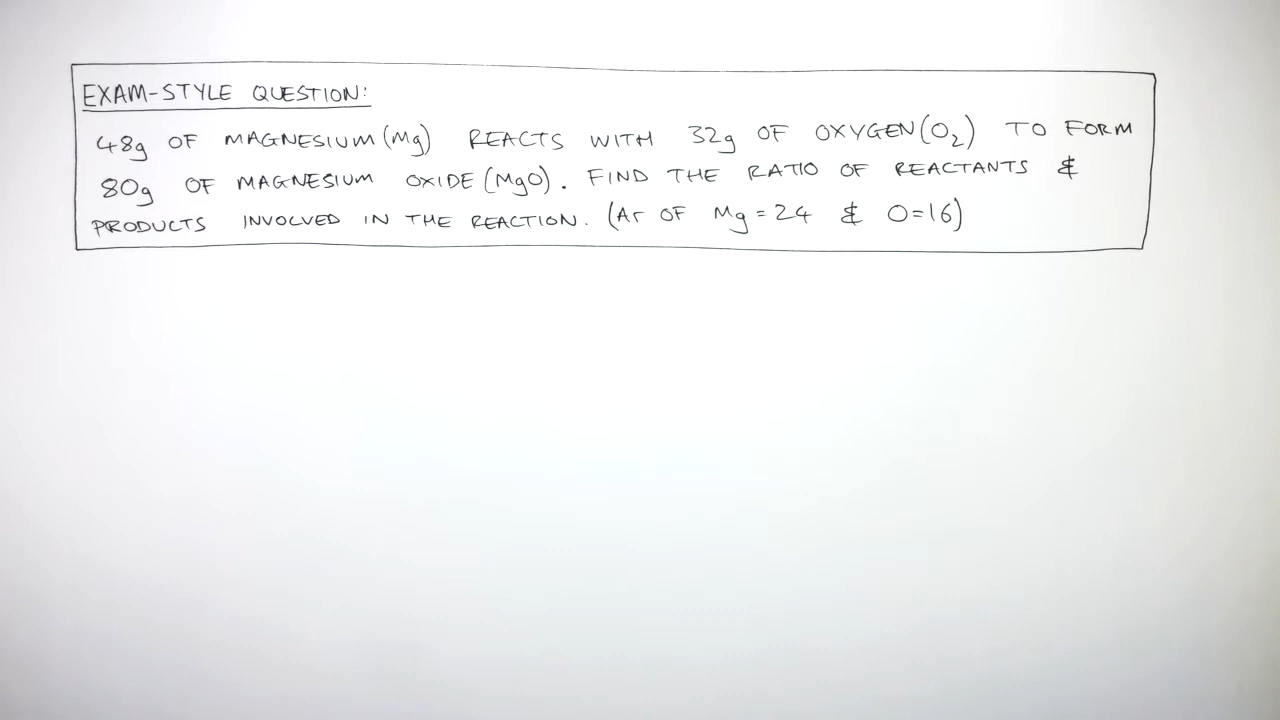 EXAM-STYLE QUESTION:
48g OF MAGNESIUM (Mg) REACTS WITH 32g OF OXYGEN (O₂) TO FORM
80g OF MAGNESIUM OXIDE (MgO). FIND THE RATIO OF REACTANTS &
PRODUCTS INVOLVED IN THE REACTION. (Ar OF Mg = 24 & O=16)